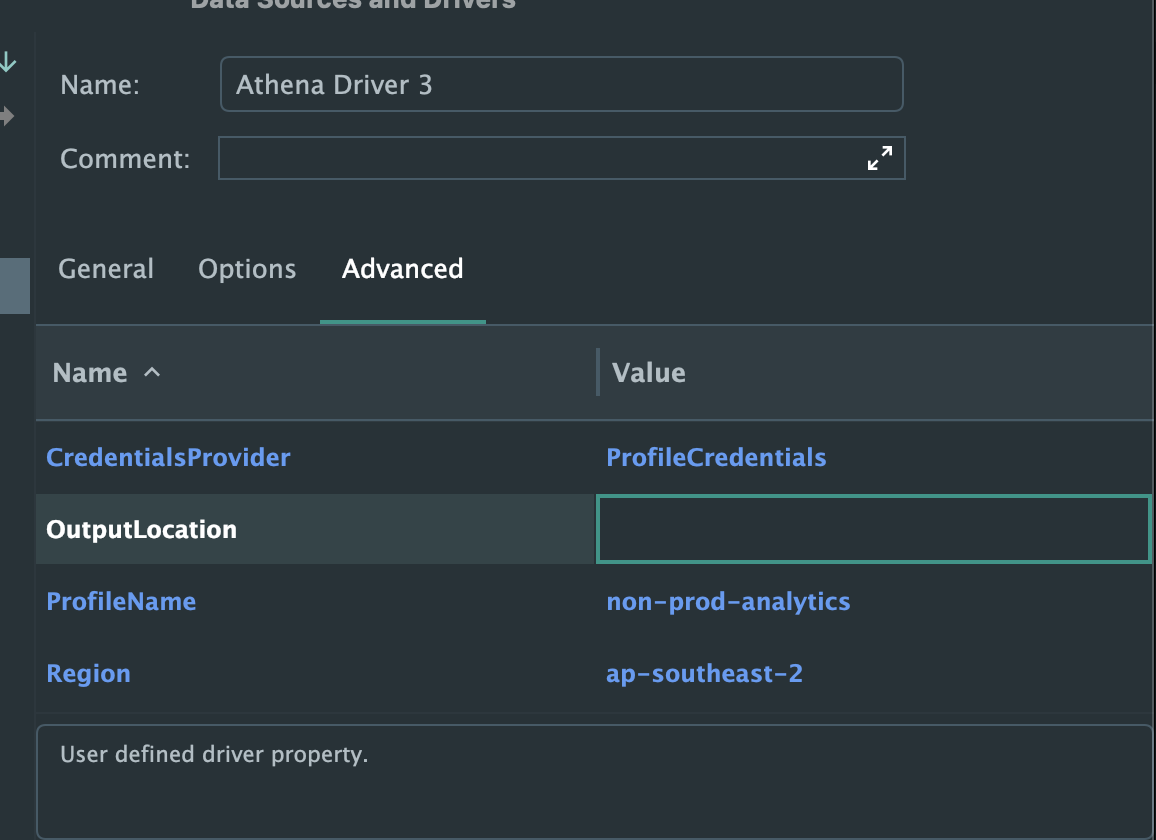 Data Sources and Drivers
Name: Athena Driver 3
Comment:
General Options Advanced
Name Value
CredentialsProvider ProfileCredentials
OutputLocation
ProfileName non-prod-analytics
Region ap-southeast-2
User defined driver property.